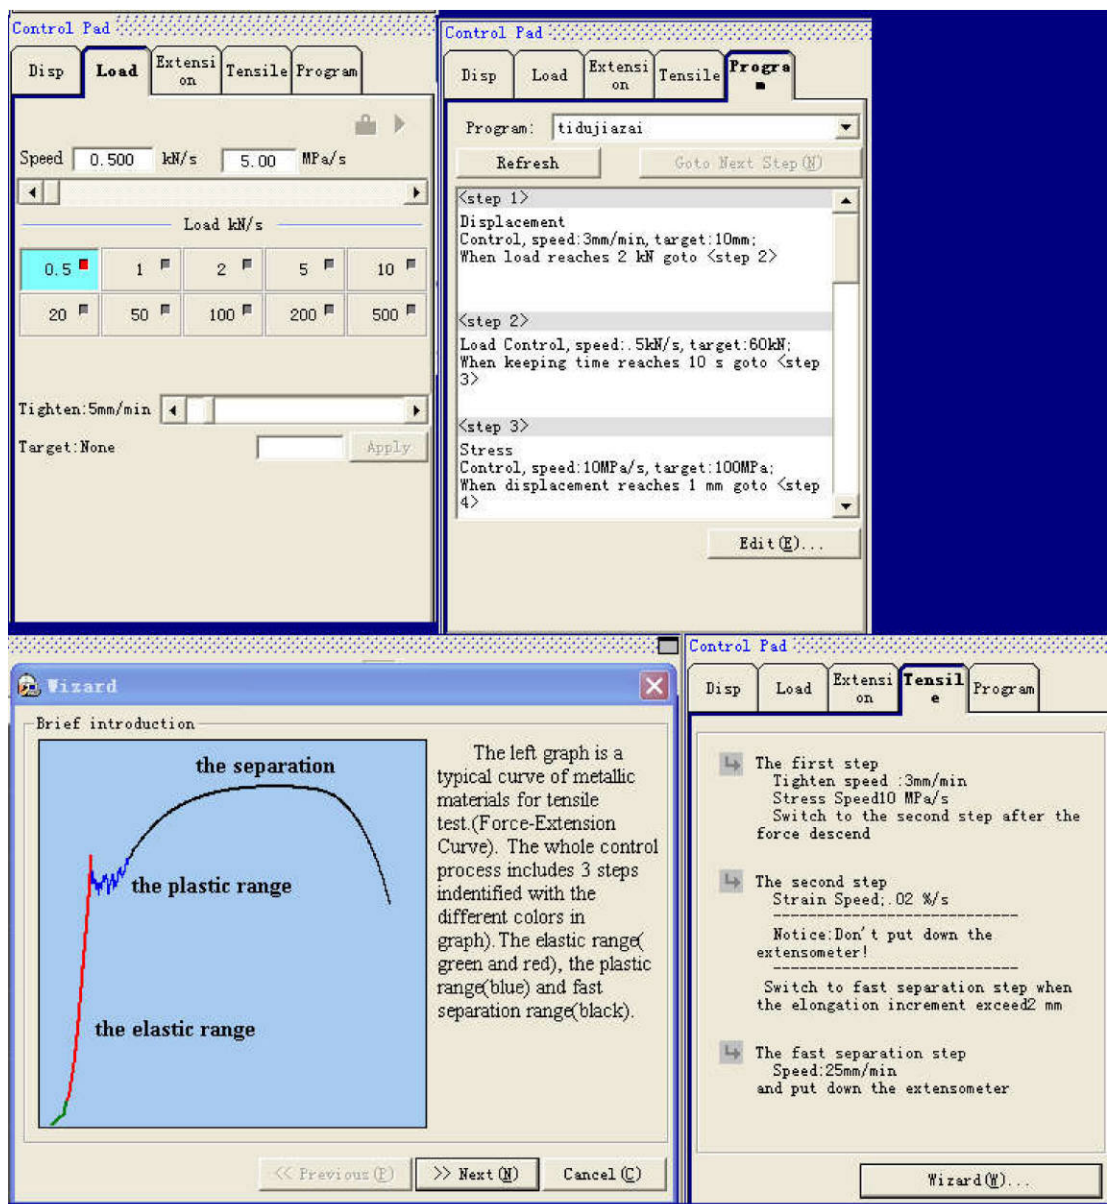 Control Pad
Disp
Load
Extensi
on
Tensile
Program
Speed 0.500 kN/s 5.00 MPa/s
Load kN/s
0.5 1 2 5 10
20 50 100 200 500
Tighten:5mm/min
Target:None Apply
Control Pad
Disp
Load
Extensi
on
Tensile
Progra
m
Program: tidujiazai
Refresh Goto Next Step(N)
<step 1>
Displacement
Control, speed:3mm/min, target:10mm;
When load reaches 2 kN goto <step 2>
<step 2>
Load Control, speed:.5kN/s, target:60kN;
When keeping time reaches 10 s goto <step
3>
<step 3>
Stress
Control, speed:10MPa/s, target:100MPa;
When displacement reaches 1 mm goto <step
4>
Edit(E)...
Wizard
Brief introduction
the separation
the plastic range
the elastic range
The left graph is a
typical curve of metallic
materials for tensile
test.(Force-Extension
Curve). The whole control
process includes 3 steps
indentified with the
different colors in
graph).The elastic range(
green and red), the plastic
range(blue) and fast
separation range(black).
<< Previous(P) >> Next(N) Cancel(C)
Control Pad
Disp
Load
Extensi
on
Tensil
e
Program
The first step
Tighten speed :3mm/min
Stress Speed10 MPa/s
Switch to the second step after the
force descend
The second step
Strain Speed;.02 %/s
----------------------------
Notice:Don't put down the
extensometer!
----------------------------
Switch to fast separation step when
the elongation increment exceed2 mm
The fast separation step
Speed:25mm/min
and put down the extensometer
Wizard(W)...